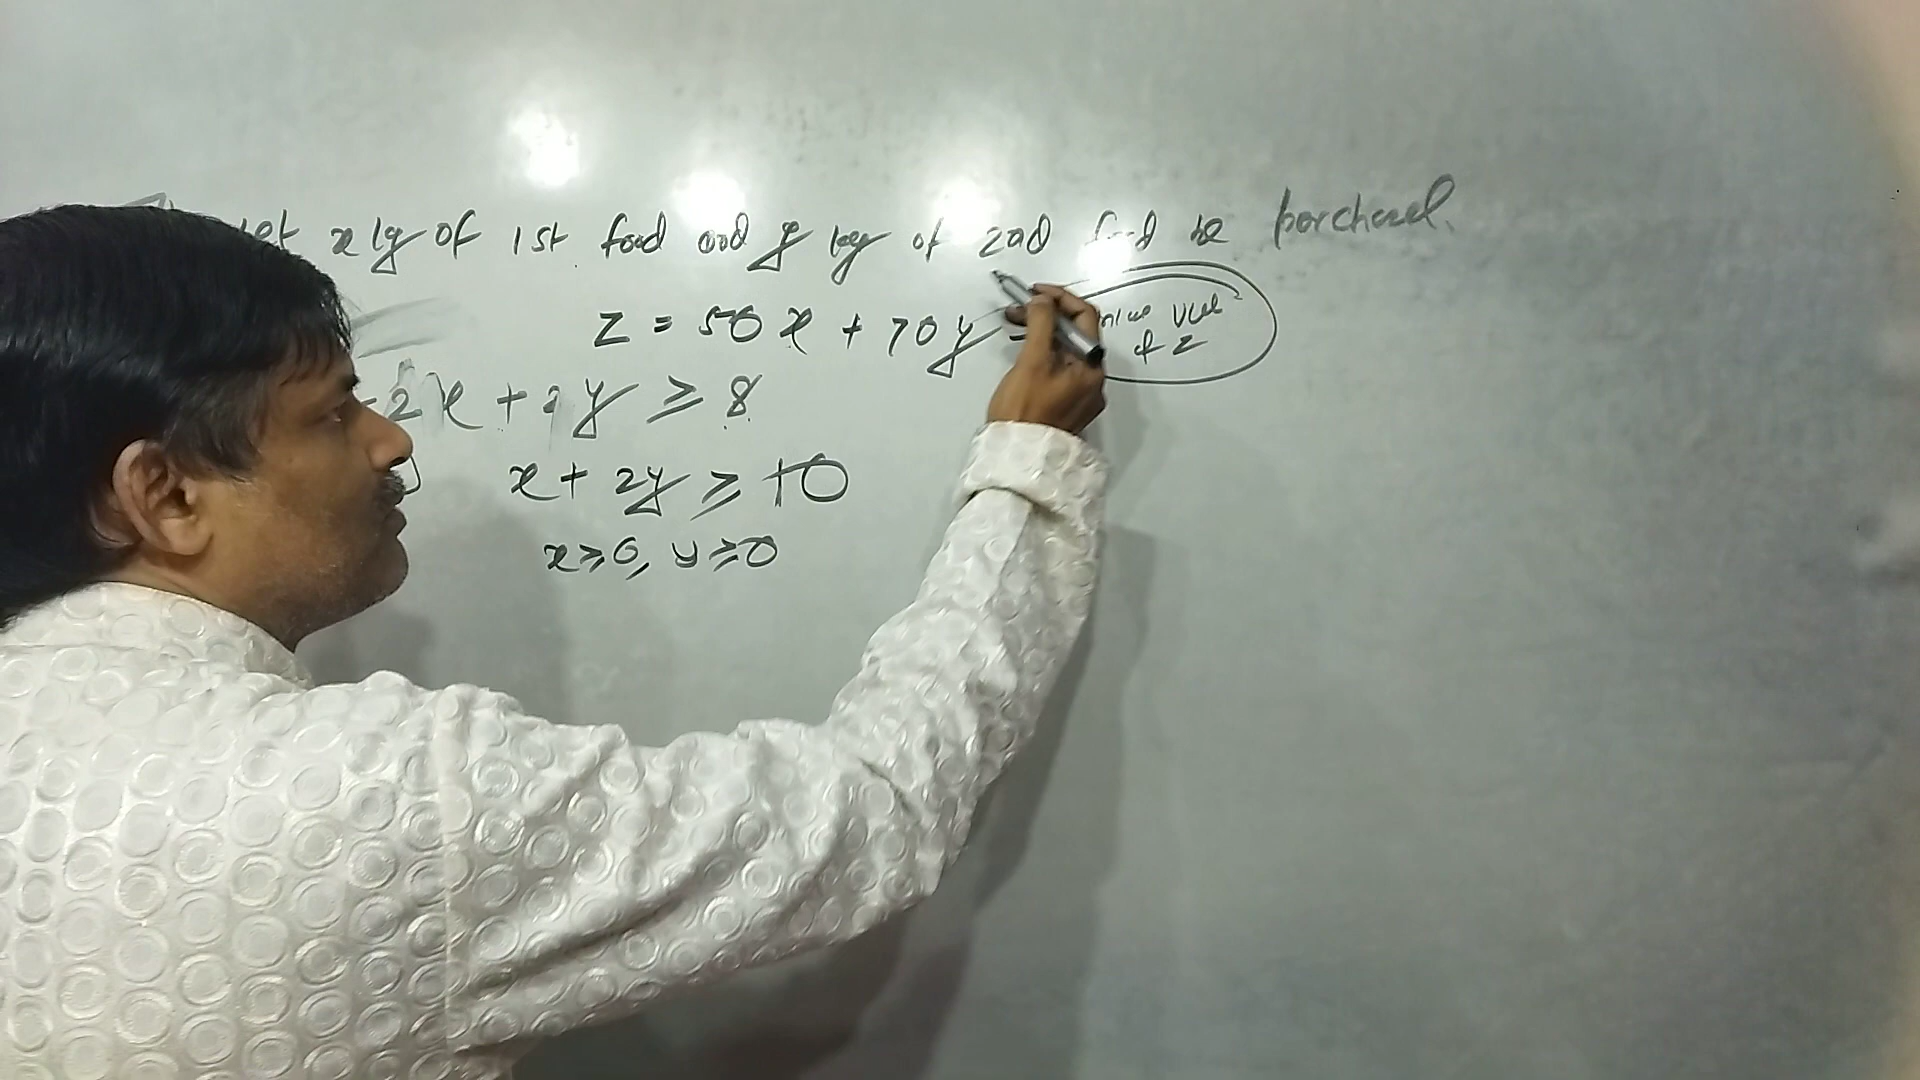 let x kg of 1st food and y kg of 2nd food be purchased.
Z = 50x + 70y =
of Z
2x + y ≥ 8
x + 2y ≥ 10
x ≥ 0, y ≥ 0